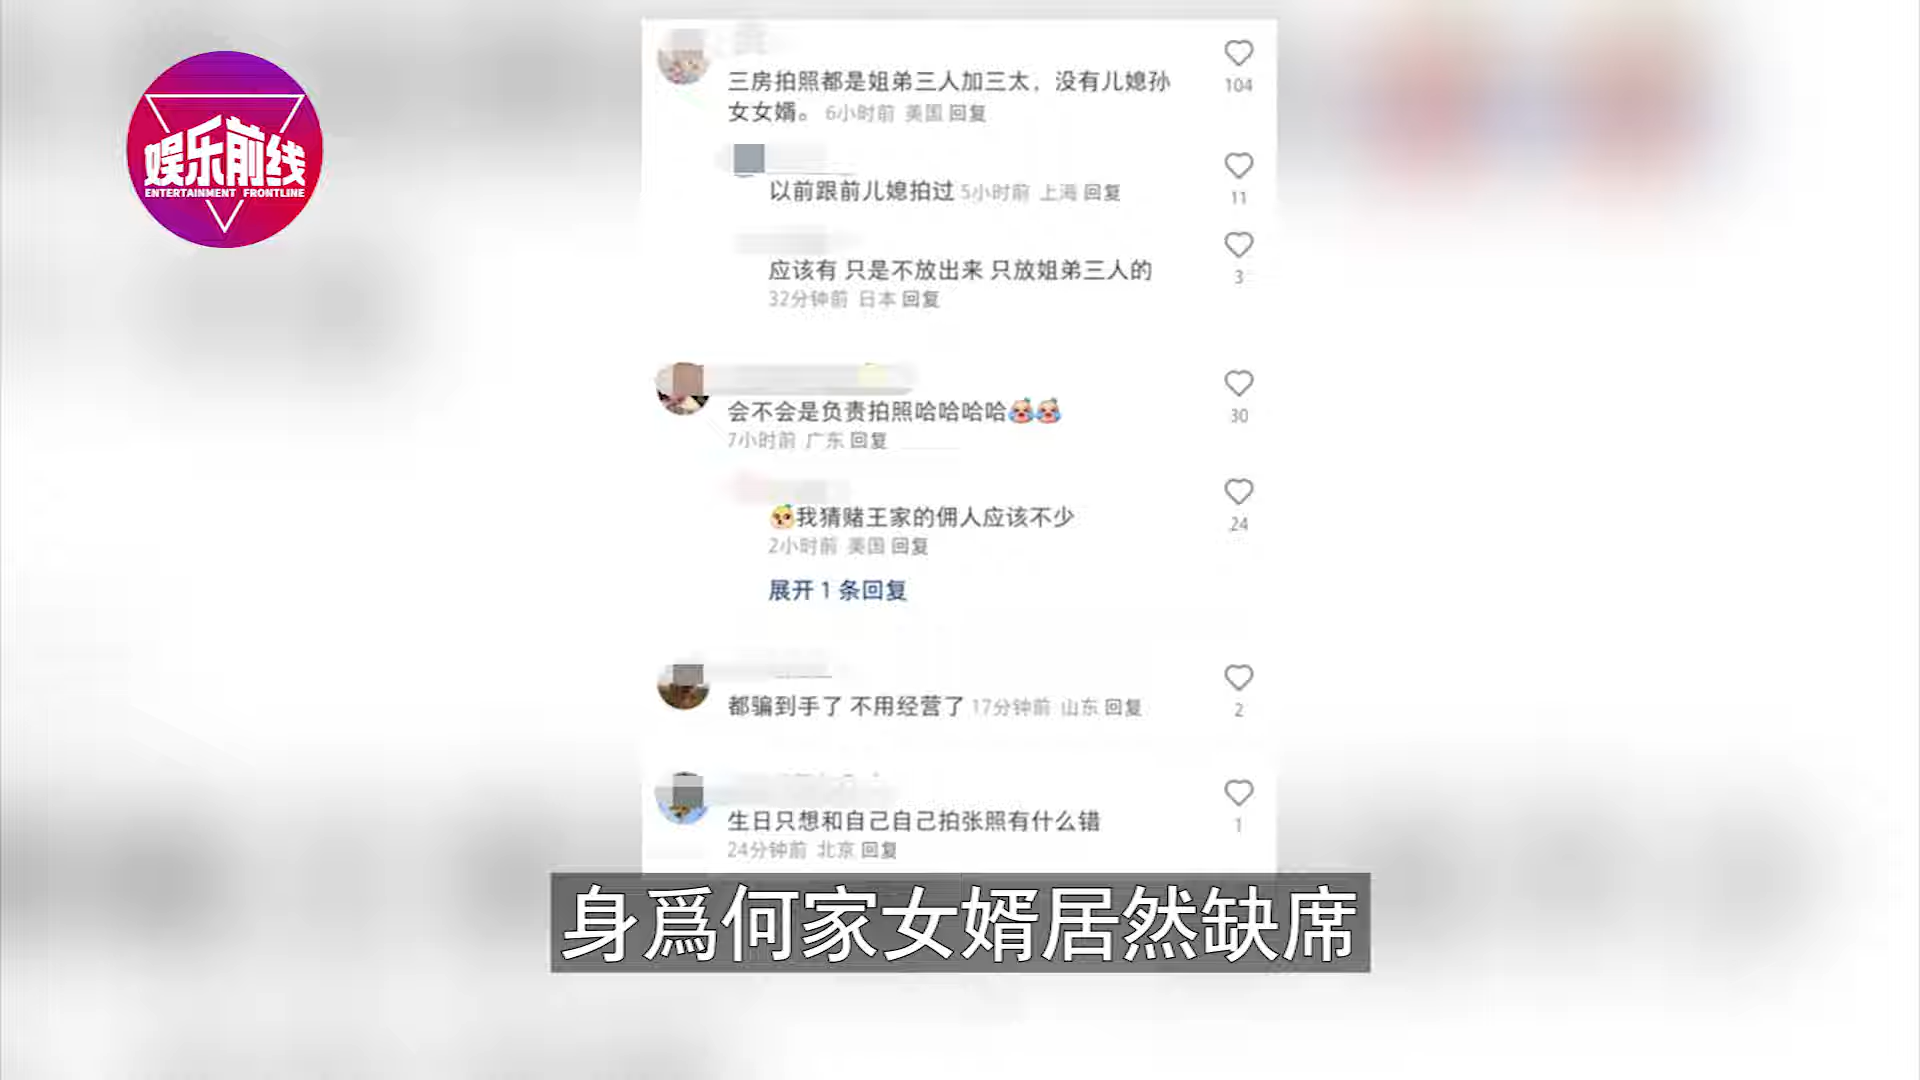 娱乐前线
ENTERTAINMENT FRONTLINE
三房拍照都是姐弟三人加三太，没有儿媳孙
女女婿。 6小时前 美国 回复
104
以前跟前儿媳拍过 5小时前 上海 回复
11
应该有 只是不放出来 只放姐弟三人的
32分钟前 日本 回复
3
会不会是负责拍照哈哈哈哈
7小时前 广东 回复
30
我猜赌王家的佣人应该不少
2小时前 美国 回复
24
展开 1 条回复
都骗到手了 不用经营了 17分钟前 山东 回复
2
生日只想和自己自己拍张照有什么错
24分钟前 北京 回复
1
身爲何家女婿居然缺席